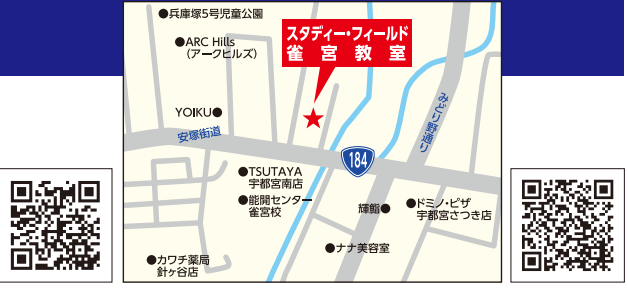 兵庫塚5号児童公園
ARC Hills
(アークヒルズ)
スタディー・フィールド
雀宮教室
YOIKU
安塚街道
みどり野通り
184
TSUTAYA
宇都宮南店
能開センター
雀宮校
輝鮨
ドミノ・ピザ
宇都宮さつき店
ナナ美容室
カワチ薬局
針ヶ谷店